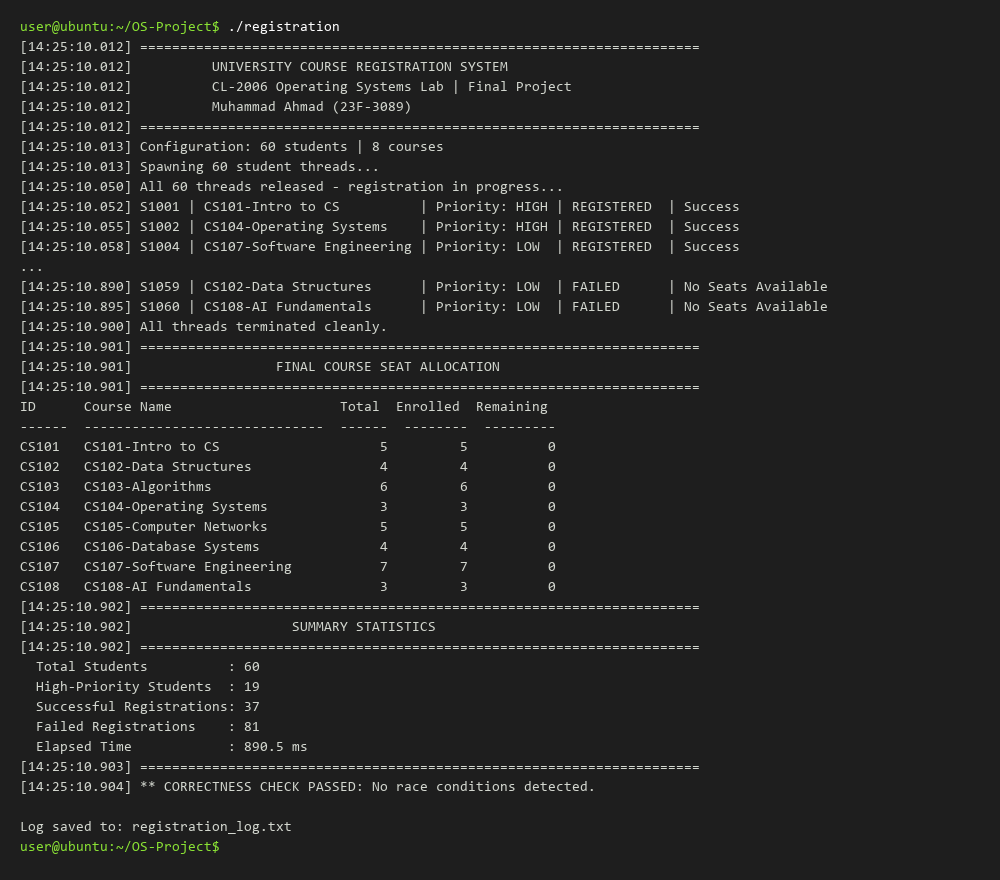 user@ubuntu:~/OS-Project$ ./registration
[14:25:10.012] ======================================================================
[14:25:10.012]          UNIVERSITY COURSE REGISTRATION SYSTEM
[14:25:10.012]          CL-2006 Operating Systems Lab | Final Project
[14:25:10.012]          Muhammad Ahmad (23F-3089)
[14:25:10.012] ======================================================================
[14:25:10.013] Configuration: 60 students | 8 courses
[14:25:10.013] Spawning 60 student threads...
[14:25:10.050] All 60 threads released - registration in progress...
[14:25:10.052] S1001 | CS101-Intro to CS          | Priority: HIGH | REGISTERED  | Success
[14:25:10.055] S1002 | CS104-Operating Systems    | Priority: HIGH | REGISTERED  | Success
[14:25:10.058] S1004 | CS107-Software Engineering | Priority: LOW  | REGISTERED  | Success
...
[14:25:10.890] S1059 | CS102-Data Structures      | Priority: LOW  | FAILED      | No Seats Available
[14:25:10.895] S1060 | CS108-AI Fundamentals      | Priority: LOW  | FAILED      | No Seats Available
[14:25:10.900] All threads terminated cleanly.
[14:25:10.901] ======================================================================
[14:25:10.901]                  FINAL COURSE SEAT ALLOCATION
[14:25:10.901] ======================================================================
ID      Course Name                     Total  Enrolled  Remaining
------  ------------------------------  ------  --------  ---------
CS101   CS101-Intro to CS                    5         5          0
CS102   CS102-Data Structures                4         4          0
CS103   CS103-Algorithms                     6         6          0
CS104   CS104-Operating Systems              3         3          0
CS105   CS105-Computer Networks              5         5          0
CS106   CS106-Database Systems               4         4          0
CS107   CS107-Software Engineering           7         7          0
CS108   CS108-AI Fundamentals                3         3          0
[14:25:10.902] ======================================================================
[14:25:10.902]                    SUMMARY STATISTICS
[14:25:10.902] ======================================================================
  Total Students          : 60
  High-Priority Students  : 19
  Successful Registrations: 37
  Failed Registrations    : 81
  Elapsed Time            : 890.5 ms
[14:25:10.903] ======================================================================
[14:25:10.904] ** CORRECTNESS CHECK PASSED: No race conditions detected.
Log saved to: registration_log.txt
user@ubuntu:~/OS-Project$